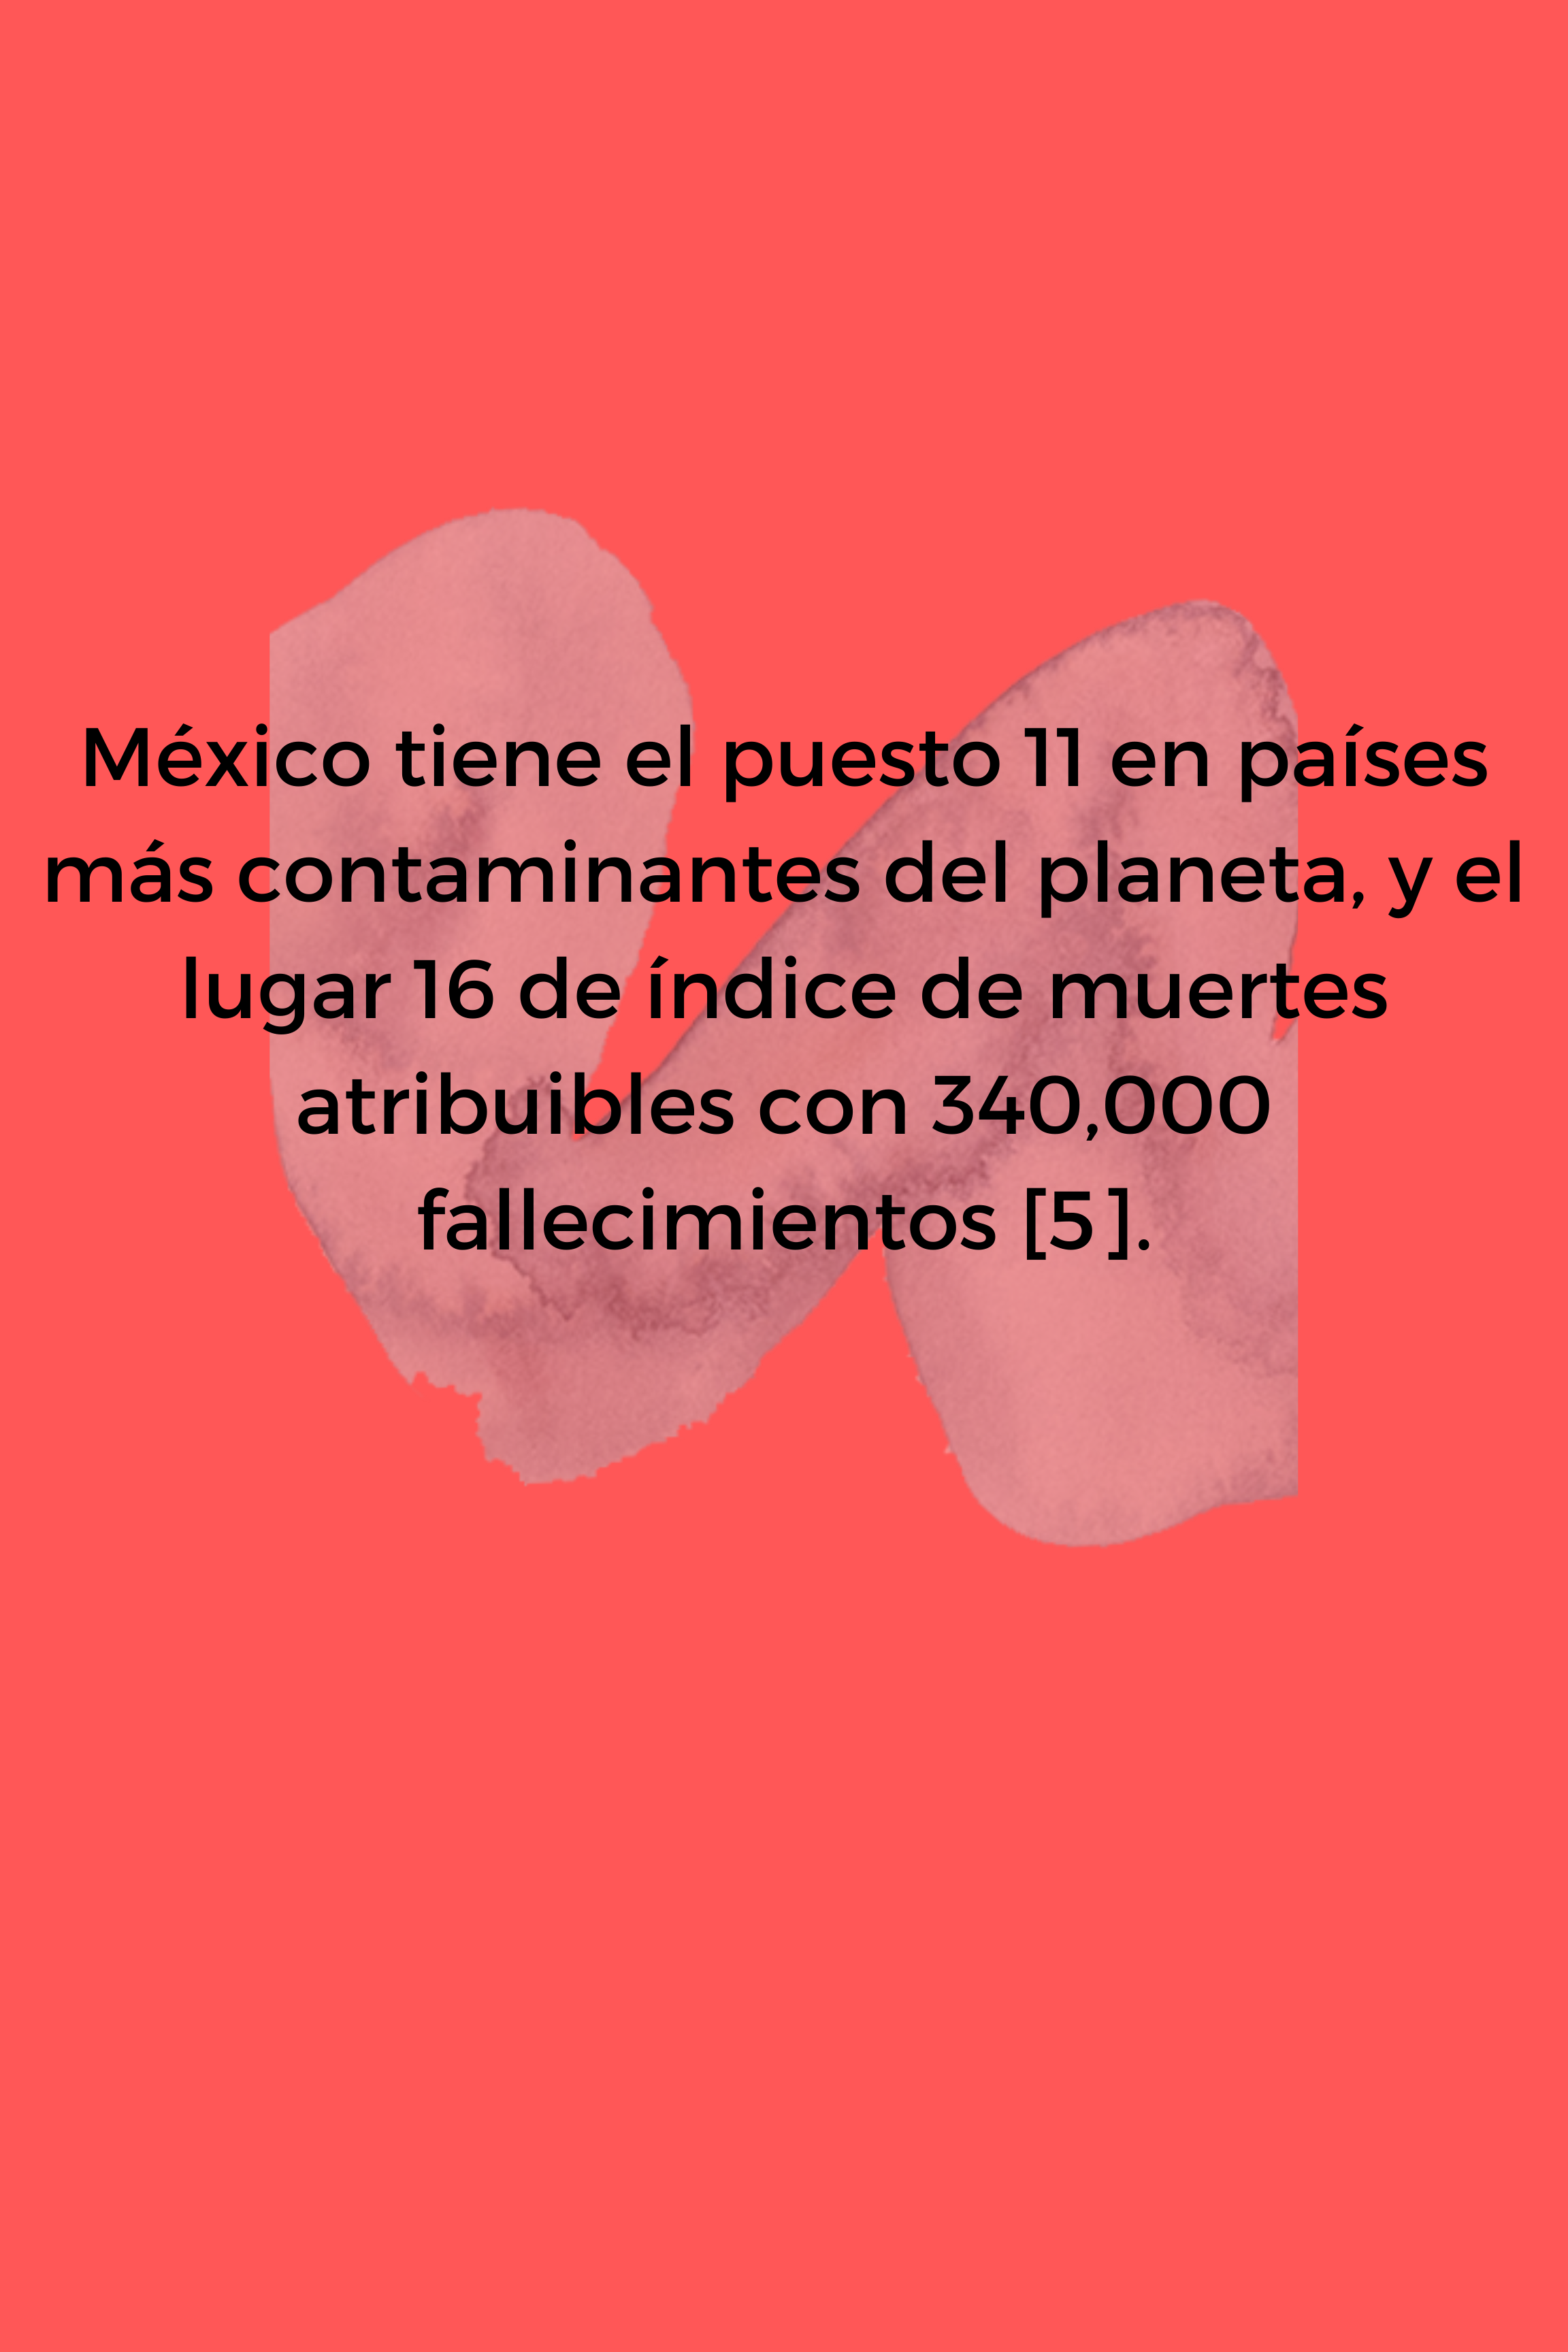 México tiene el puesto 11 en países
más contaminantes del planeta, y el
lugar 16 de índice de muertes
atribuibles con 340,000
fallecimientos [5].